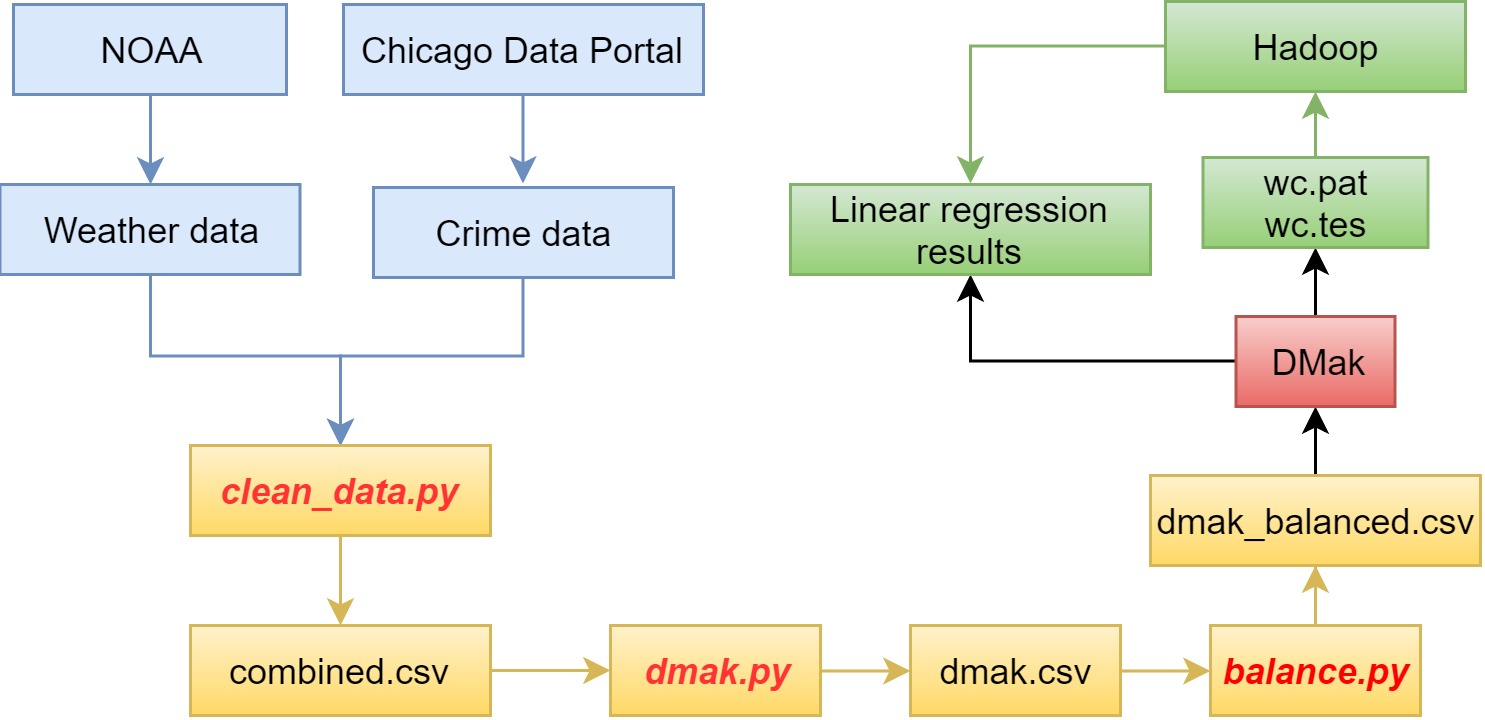 NOAA
Chicago Data Portal
Hadoop
Weather data
Crime data
Linear regression
results
wc.pat
wc.tes
DMak
clean_data.py
dmak_balanced.csv
combined.csv
dmak.py
dmak.csv
balance.py